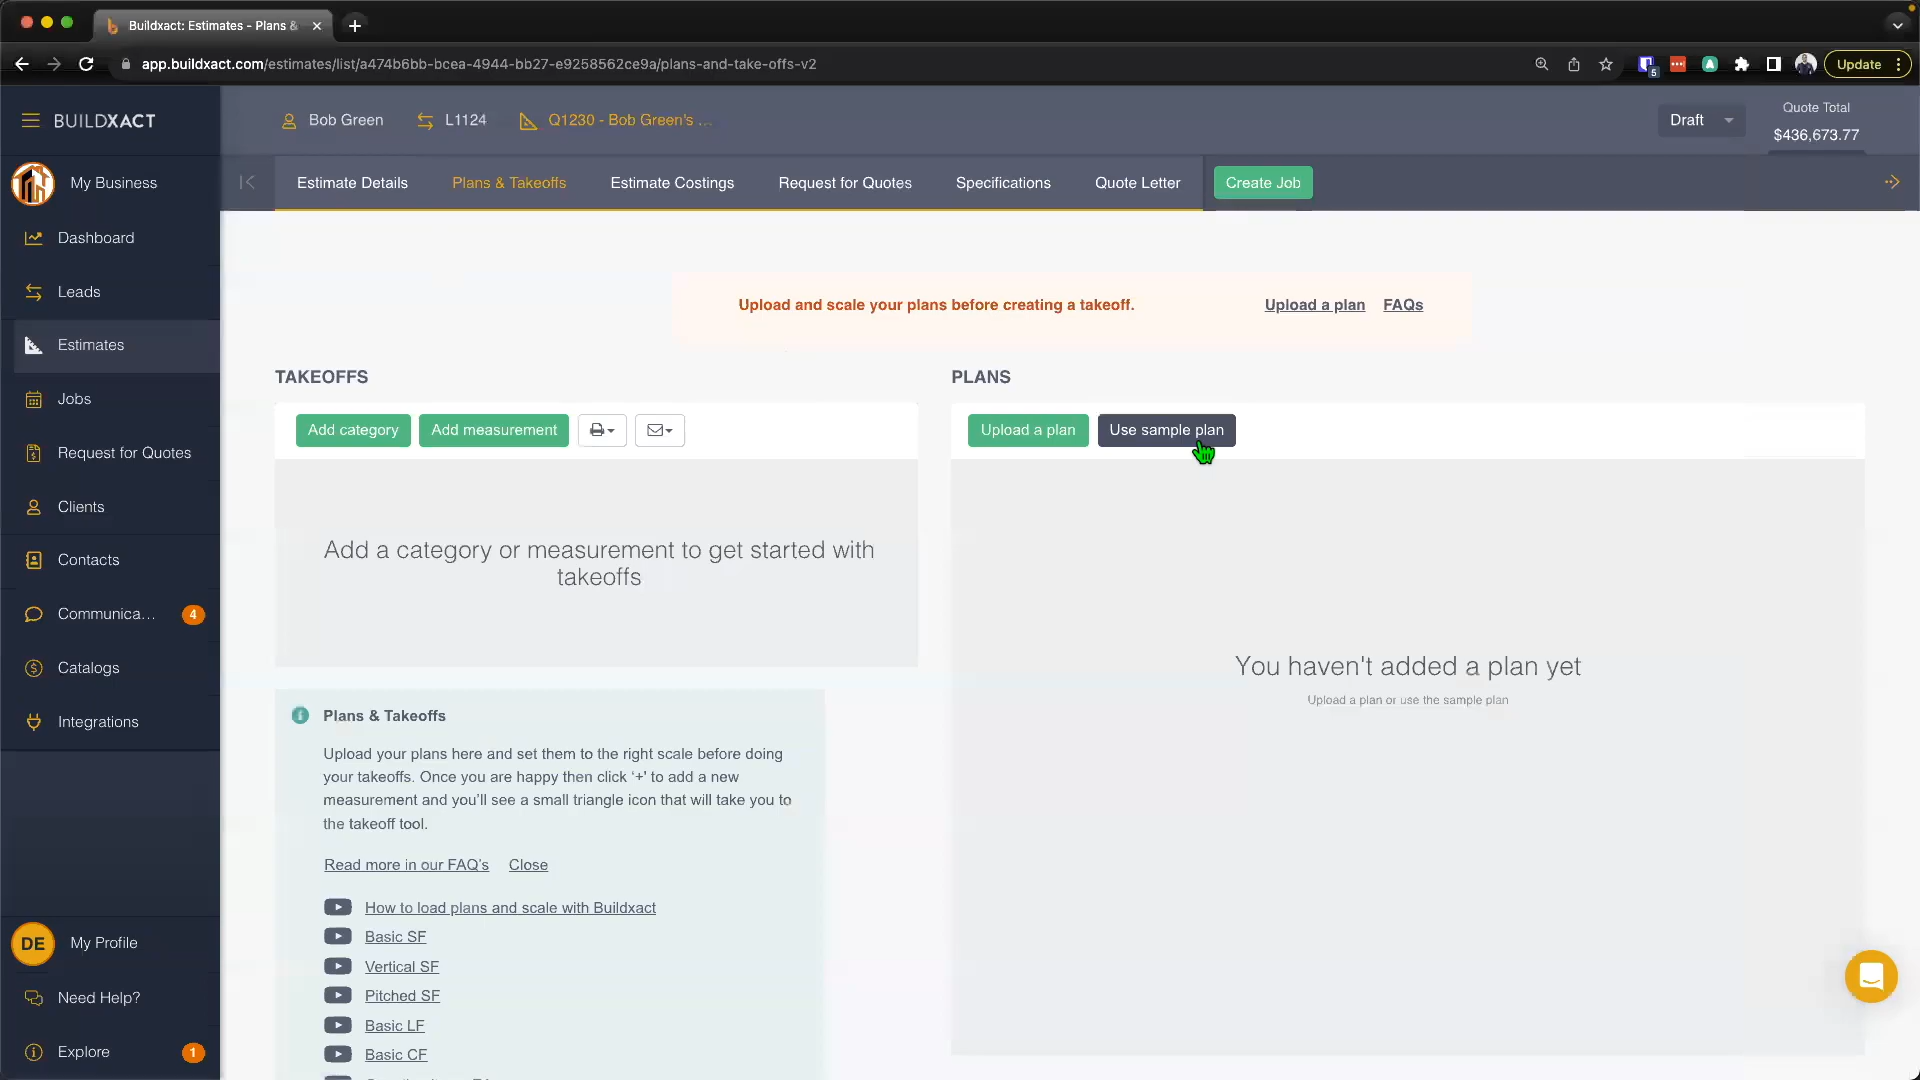 Buildxact: Estimates - Plans &
app.buildxact.com/estimates/list/a474b6bb-bcea-4944-bb27-e9258562ce9a/plans-and-take-offs-v2
5
Update
BUILDXACT
Bob Green
L1124
Q1230 - Bob Green's ...
Draft
Quote Total
$436,673.77
My Business
Estimate Details
Plans & Takeoffs
Estimate Costings
Request for Quotes
Specifications
Quote Letter
Create Job
Dashboard
Leads
Estimates
Jobs
Request for Quotes
Clients
Contacts
Communica...
4
Catalogs
Integrations
DE
My Profile
Need Help?
Explore
1
Upload and scale your plans before creating a takeoff.
Upload a plan
FAQs
TAKEOFFS
Add category
Add measurement
Add a category or measurement to get started with
takeoffs
Plans & Takeoffs
Upload your plans here and set them to the right scale before doing
your takeoffs. Once you are happy then click '+' to add a new
measurement and you'll see a small triangle icon that will take you to
the takeoff tool.
Read more in our FAQ's
Close
How to load plans and scale with Buildxact
Basic SF
Vertical SF
Pitched SF
Basic LF
Basic CF
PLANS
Upload a plan
Use sample plan
You haven't added a plan yet
Upload a plan or use the sample plan